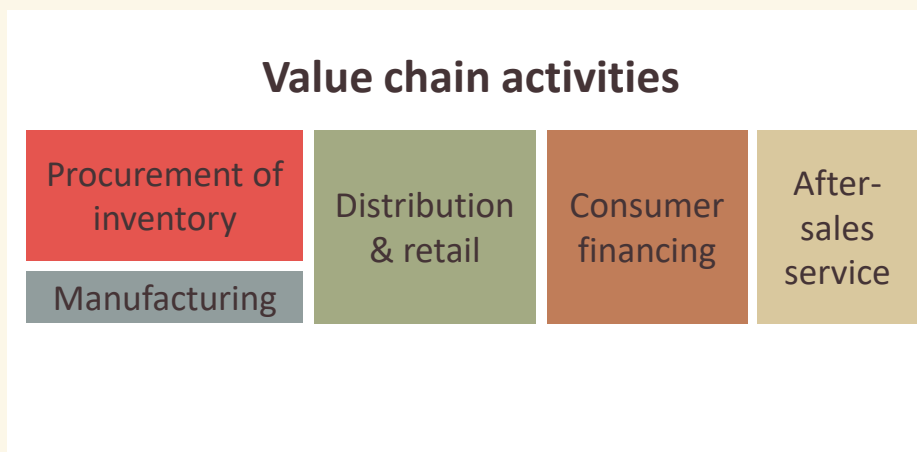 Value chain activities
Procurement of
inventory
Manufacturing
Distribution
& retail
Consumer
financing
After-
sales
service